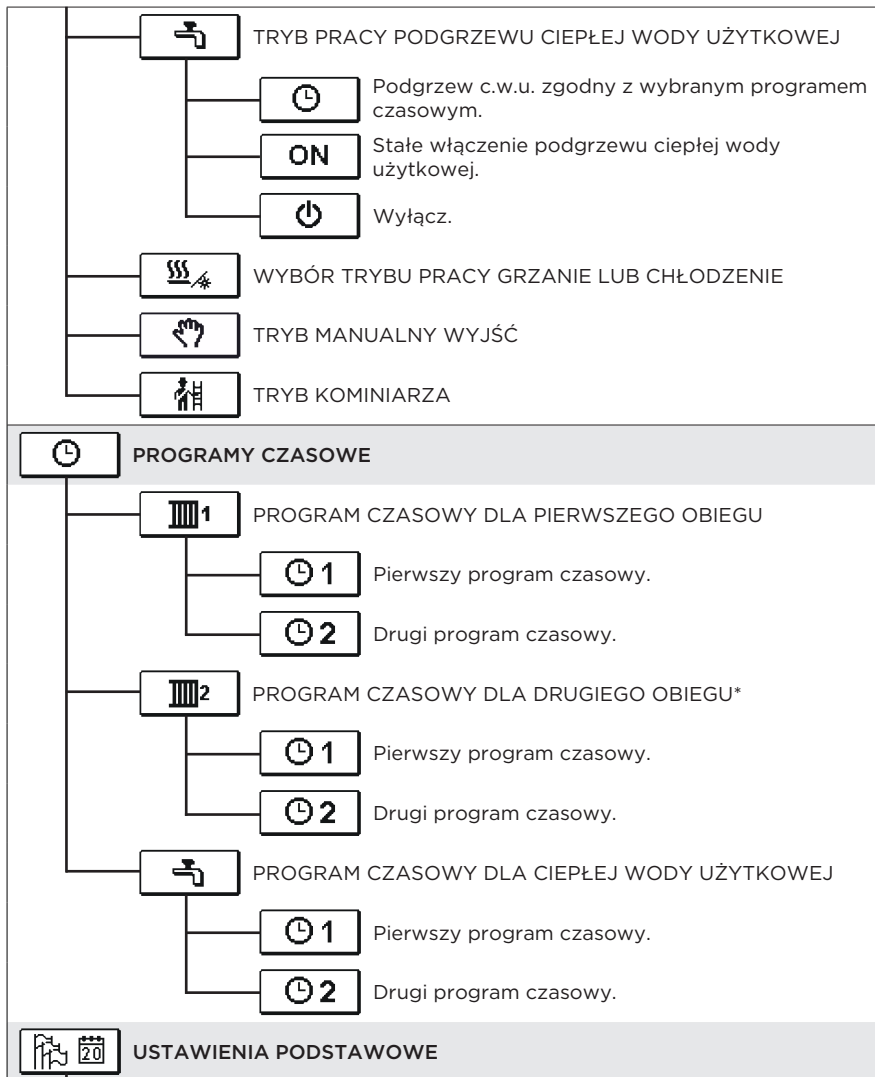 TRYB PRACY PODGRZEWU CIEPŁEJ WODY UŻYTKOWEJ
Podgrzew c.w.u. zgodny z wybranym programem
czasowym.
ON
Stałe włączenie podgrzewu ciepłej wody
użytkowej.
Wyłącz.
WYBÓR TRYBU PRACY GRZANIE LUB CHŁODZENIE
TRYB MANUALNY WYJŚĆ
TRYB KOMINIARZA
PROGRAMY CZASOWE
1 PROGRAM CZASOWY DLA PIERWSZEGO OBIEGU
1 Pierwszy program czasowy.
2 Drugi program czasowy.
2 PROGRAM CZASOWY DLA DRUGIEGO OBIEGU*
1 Pierwszy program czasowy.
2 Drugi program czasowy.
PROGRAM CZASOWY DLA CIEPŁEJ WODY UŻYTKOWEJ
1 Pierwszy program czasowy.
2 Drugi program czasowy.
20 USTAWIENIA PODSTAWOWE